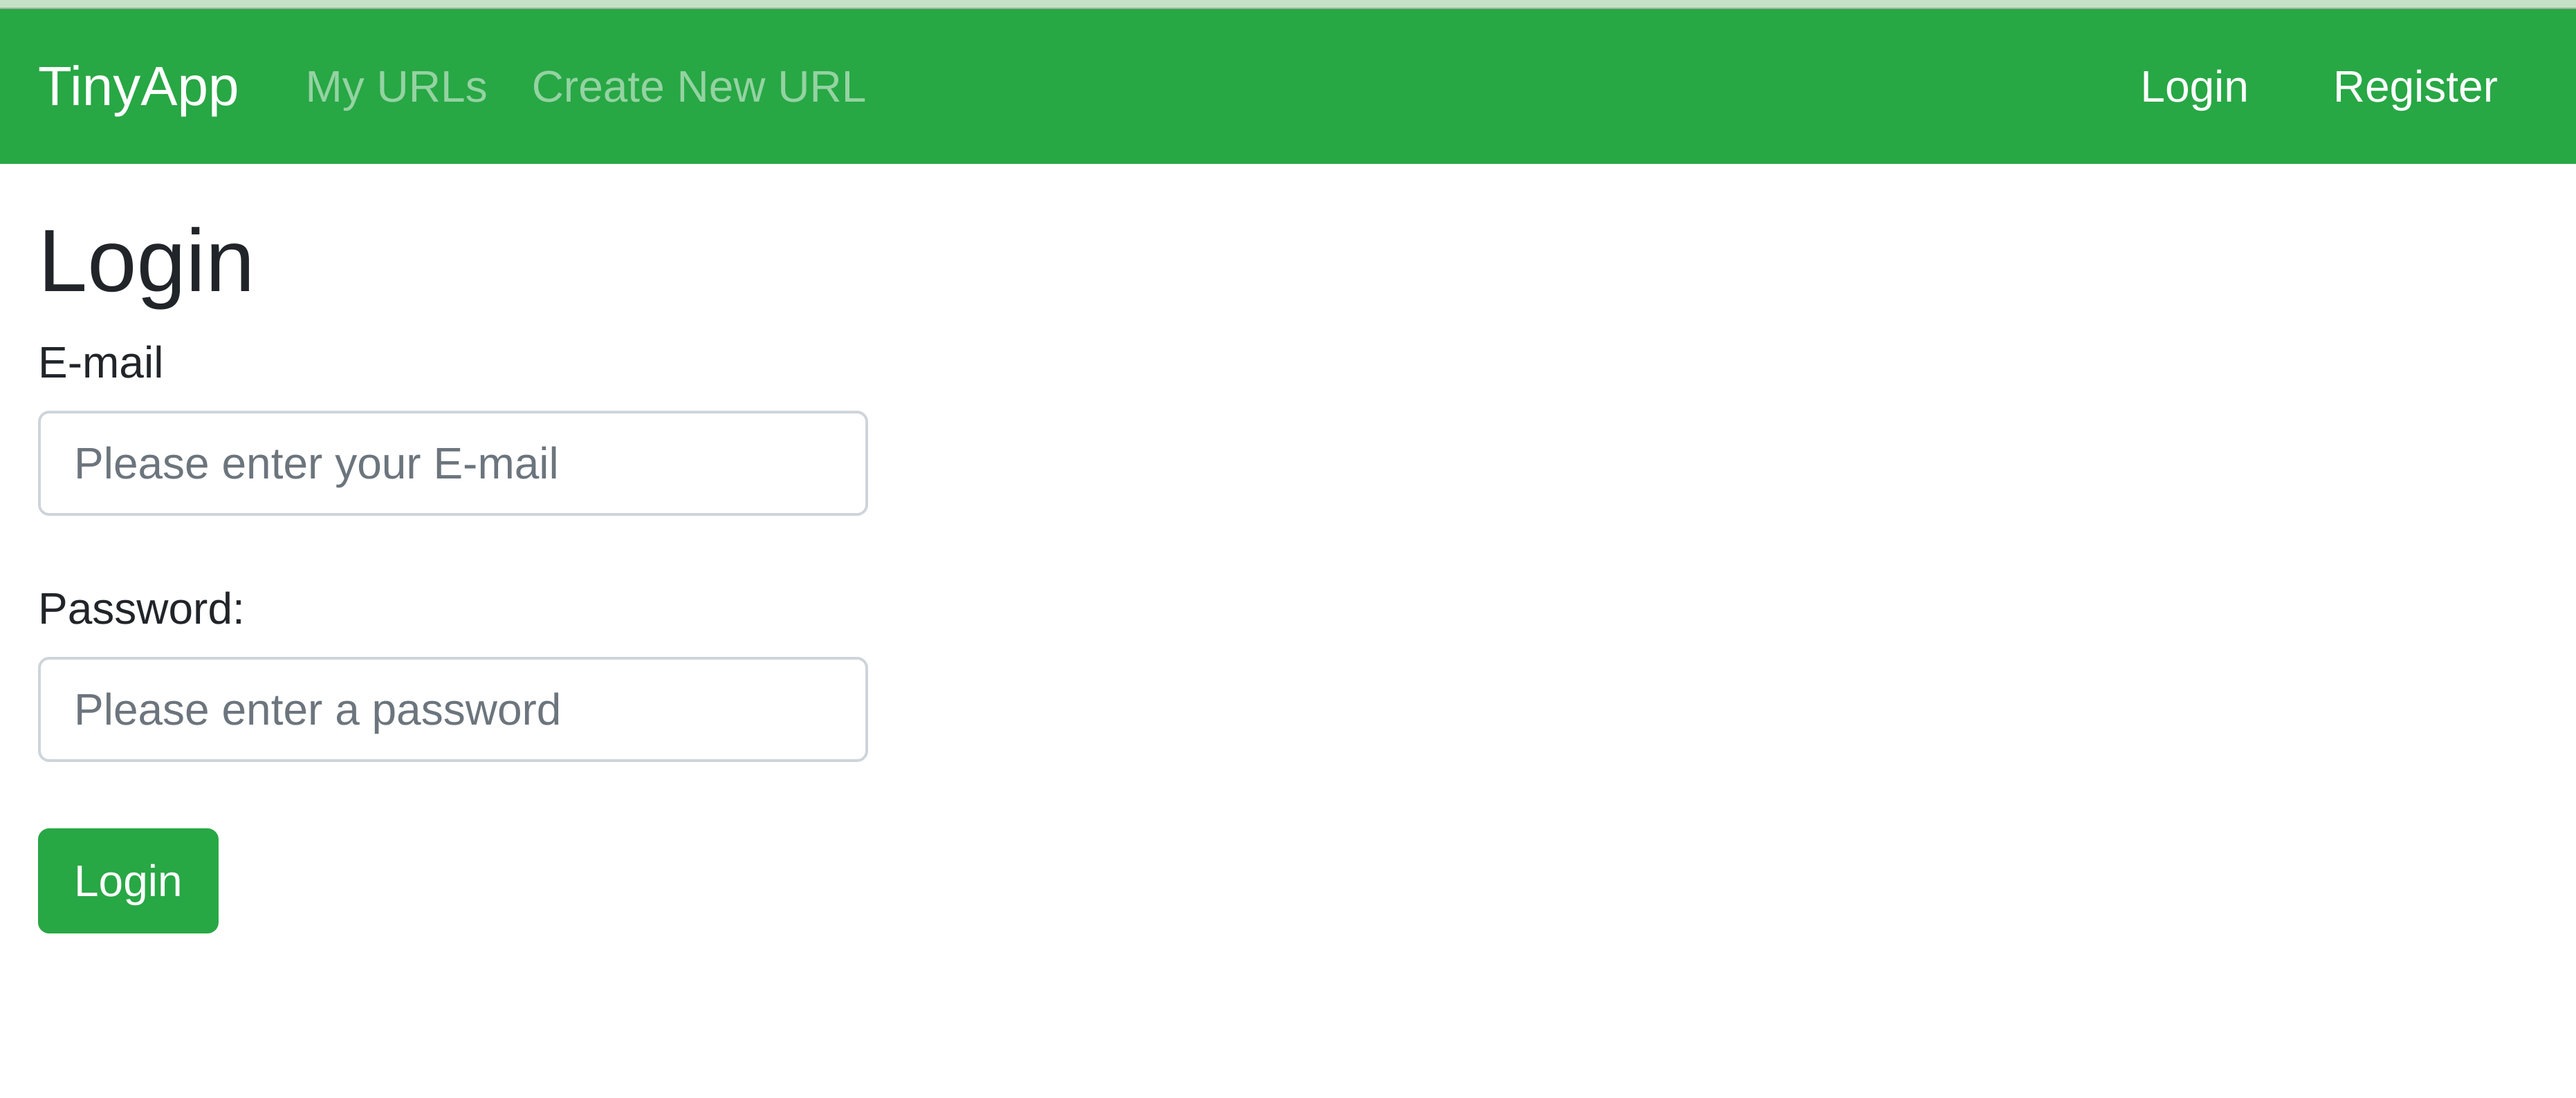 TinyApp My URLs Create New URL Login Register
Login
E-mail
Please enter your E-mail
Password:
Please enter a password
Login